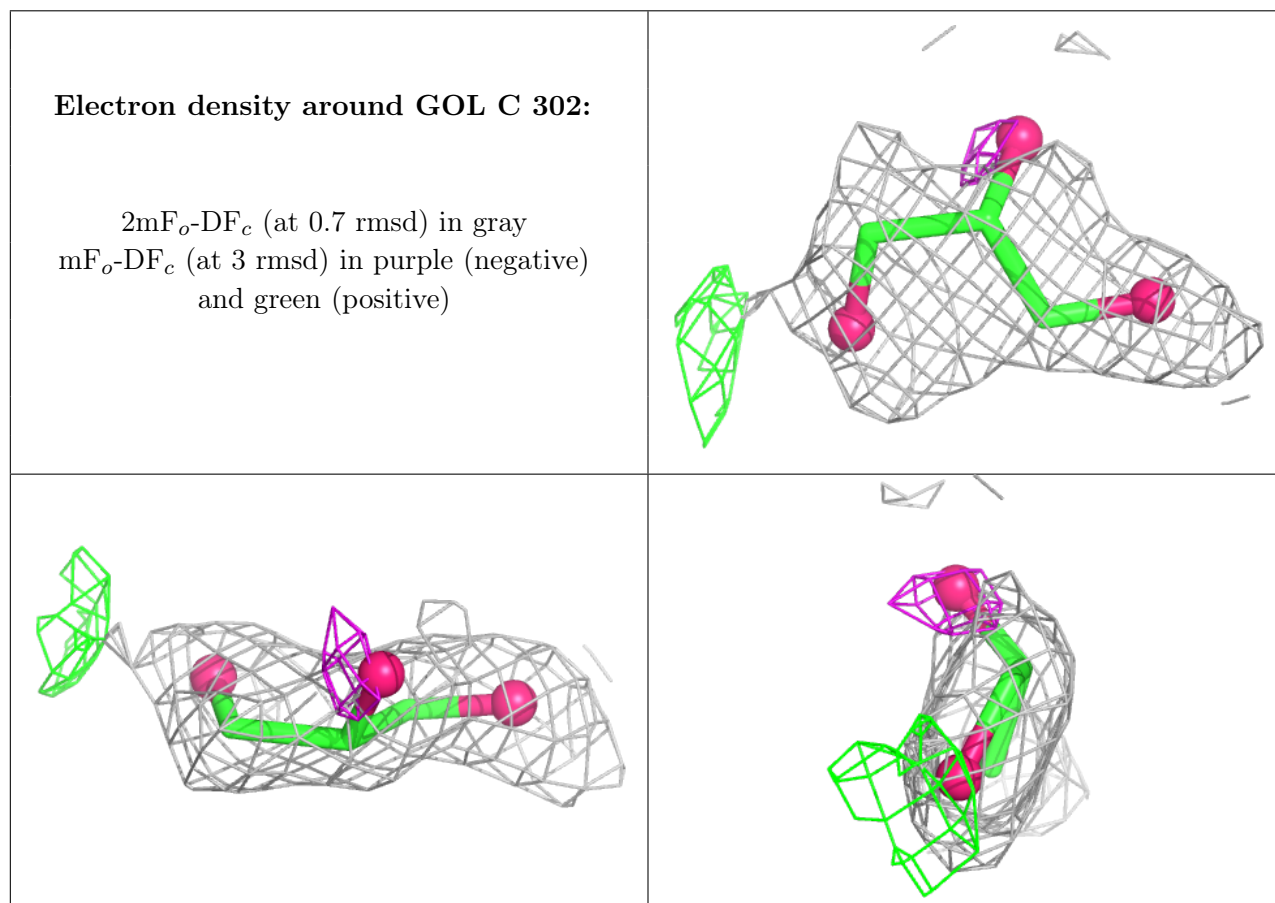 Electron density around GOL C 302:
2mFₒ-DF𝒸 (at 0.7 rmsd) in gray
mFₒ-DF𝒸 (at 3 rmsd) in purple (negative)
and green (positive)